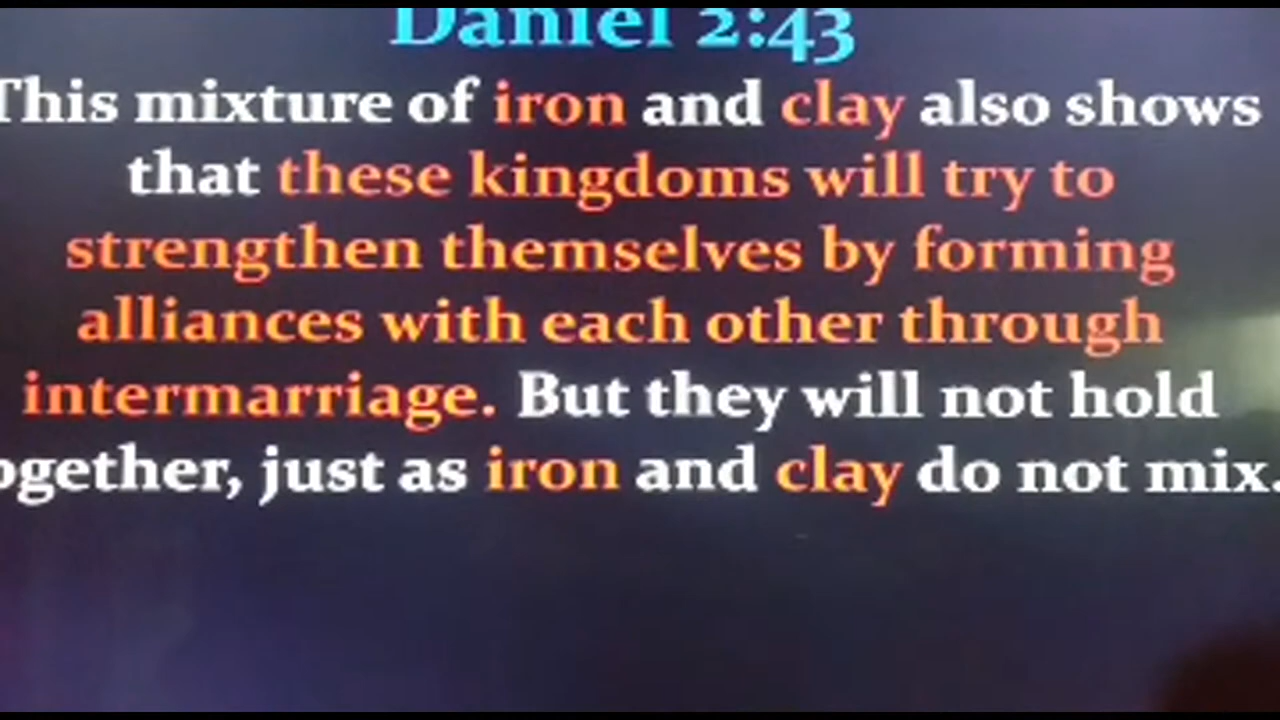 Daniel 2:43
This mixture of iron and clay also shows
that these kingdoms will try to
strengthen themselves by forming
alliances with each other through
intermarriage. But they will not hold
ogether, just as iron and clay do not mix.